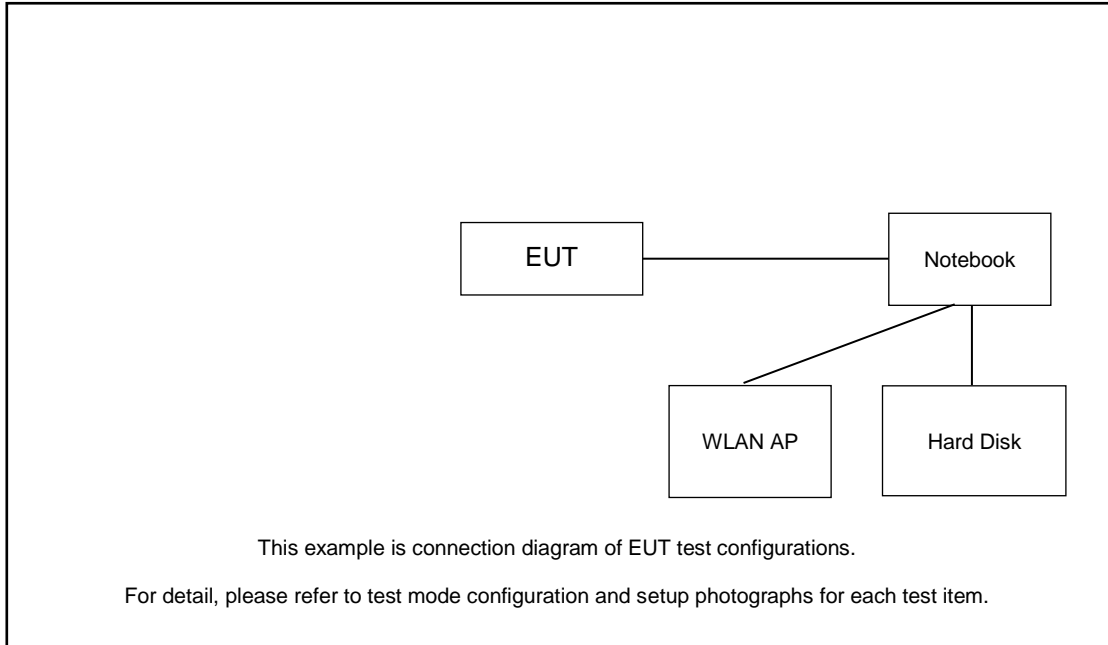 EUT
Notebook
WLAN AP
Hard Disk
This example is connection diagram of EUT test configurations.
For detail, please refer to test mode configuration and setup photographs for each test item.